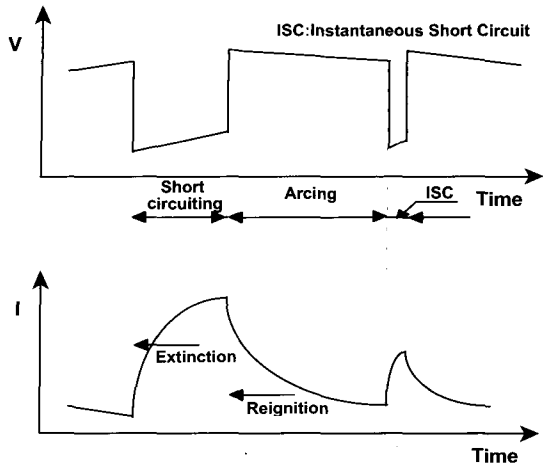 ISC:Instantaneous Short Circuit
V
Short
circuiting
Arcing
ISC
Time
I
Extinction
Reignition
Time